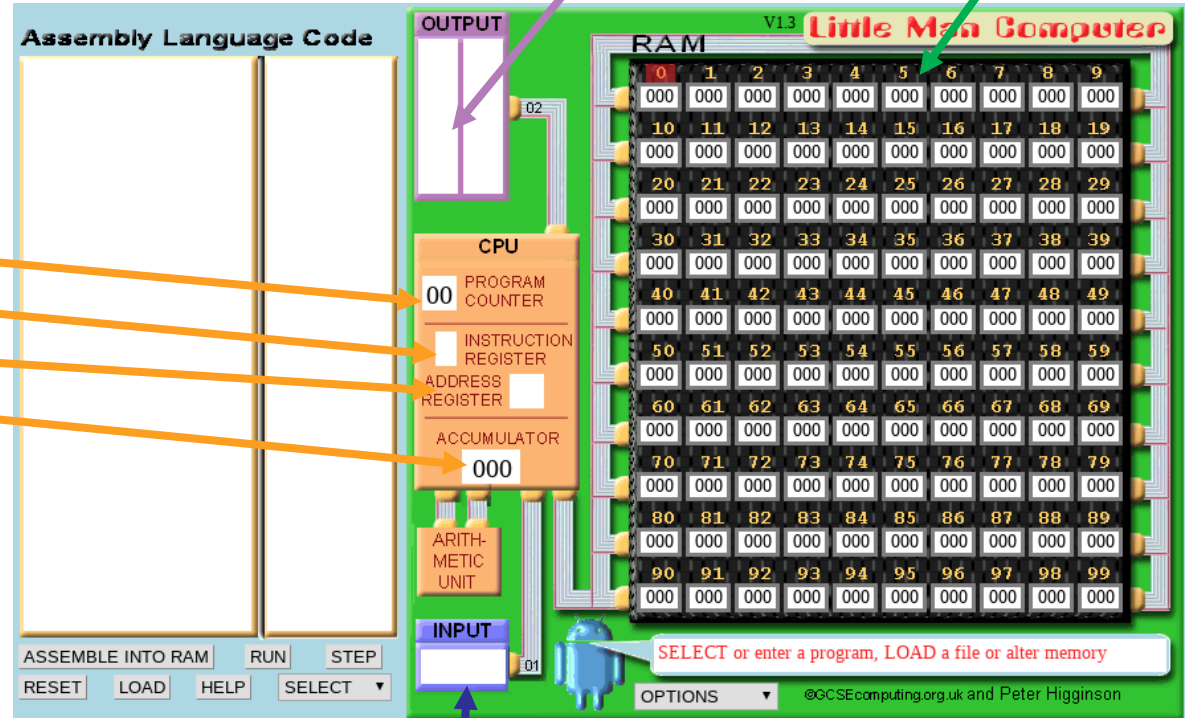 Assembly Language Code
OUTPUT
V1.3 Little Man Computer
RAM
02
0 1 2 3 4 5 6 7 8 9
000 000 000 000 000 000 000 000 000 000
10 11 12 13 14 15 16 17 18 19
000 000 000 000 000 000 000 000 000 000
20 21 22 23 24 25 26 27 28 29
000 000 000 000 000 000 000 000 000 000
30 31 32 33 34 35 36 37 38 39
000 000 000 000 000 000 000 000 000 000
40 41 42 43 44 45 46 47 48 49
000 000 000 000 000 000 000 000 000 000
50 51 52 53 54 55 56 57 58 59
000 000 000 000 000 000 000 000 000 000
60 61 62 63 64 65 66 67 68 69
000 000 000 000 000 000 000 000 000 000
70 71 72 73 74 75 76 77 78 79
000 000 000 000 000 000 000 000 000 000
80 81 82 83 84 85 86 87 88 89
000 000 000 000 000 000 000 000 000 000
90 91 92 93 94 95 96 97 98 99
000 000 000 000 000 000 000 000 000 000
CPU
00 PROGRAM
COUNTER
INSTRUCTION
REGISTER
ADDRESS
REGISTER
ACCUMULATOR
000
ARITH-
METIC
UNIT
INPUT
01
SELECT or enter a program, LOAD a file or alter memory
ASSEMBLE INTO RAM RUN STEP
RESET LOAD HELP SELECT
OPTIONS
©GCSEcomputing.org.uk and Peter Higginson